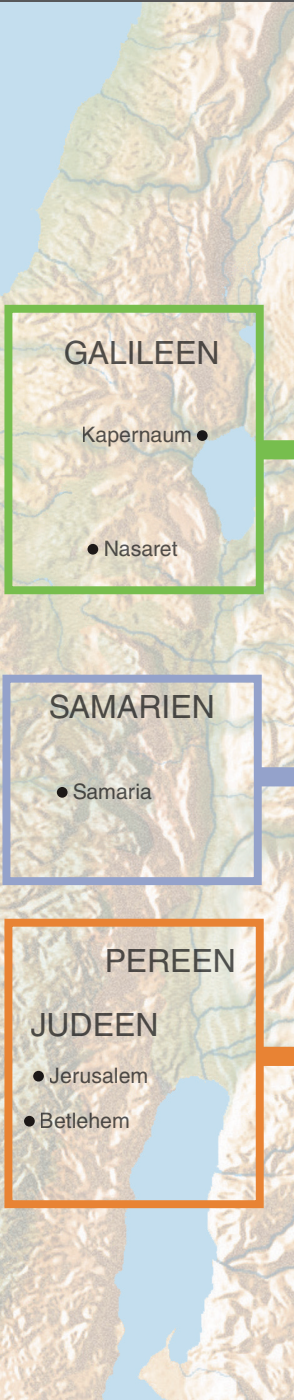 GALILEEN
Kapernaum
Nasaret
SAMARIEN
Samaria
PEREEN
JUDEEN
Jerusalem
Betlehem